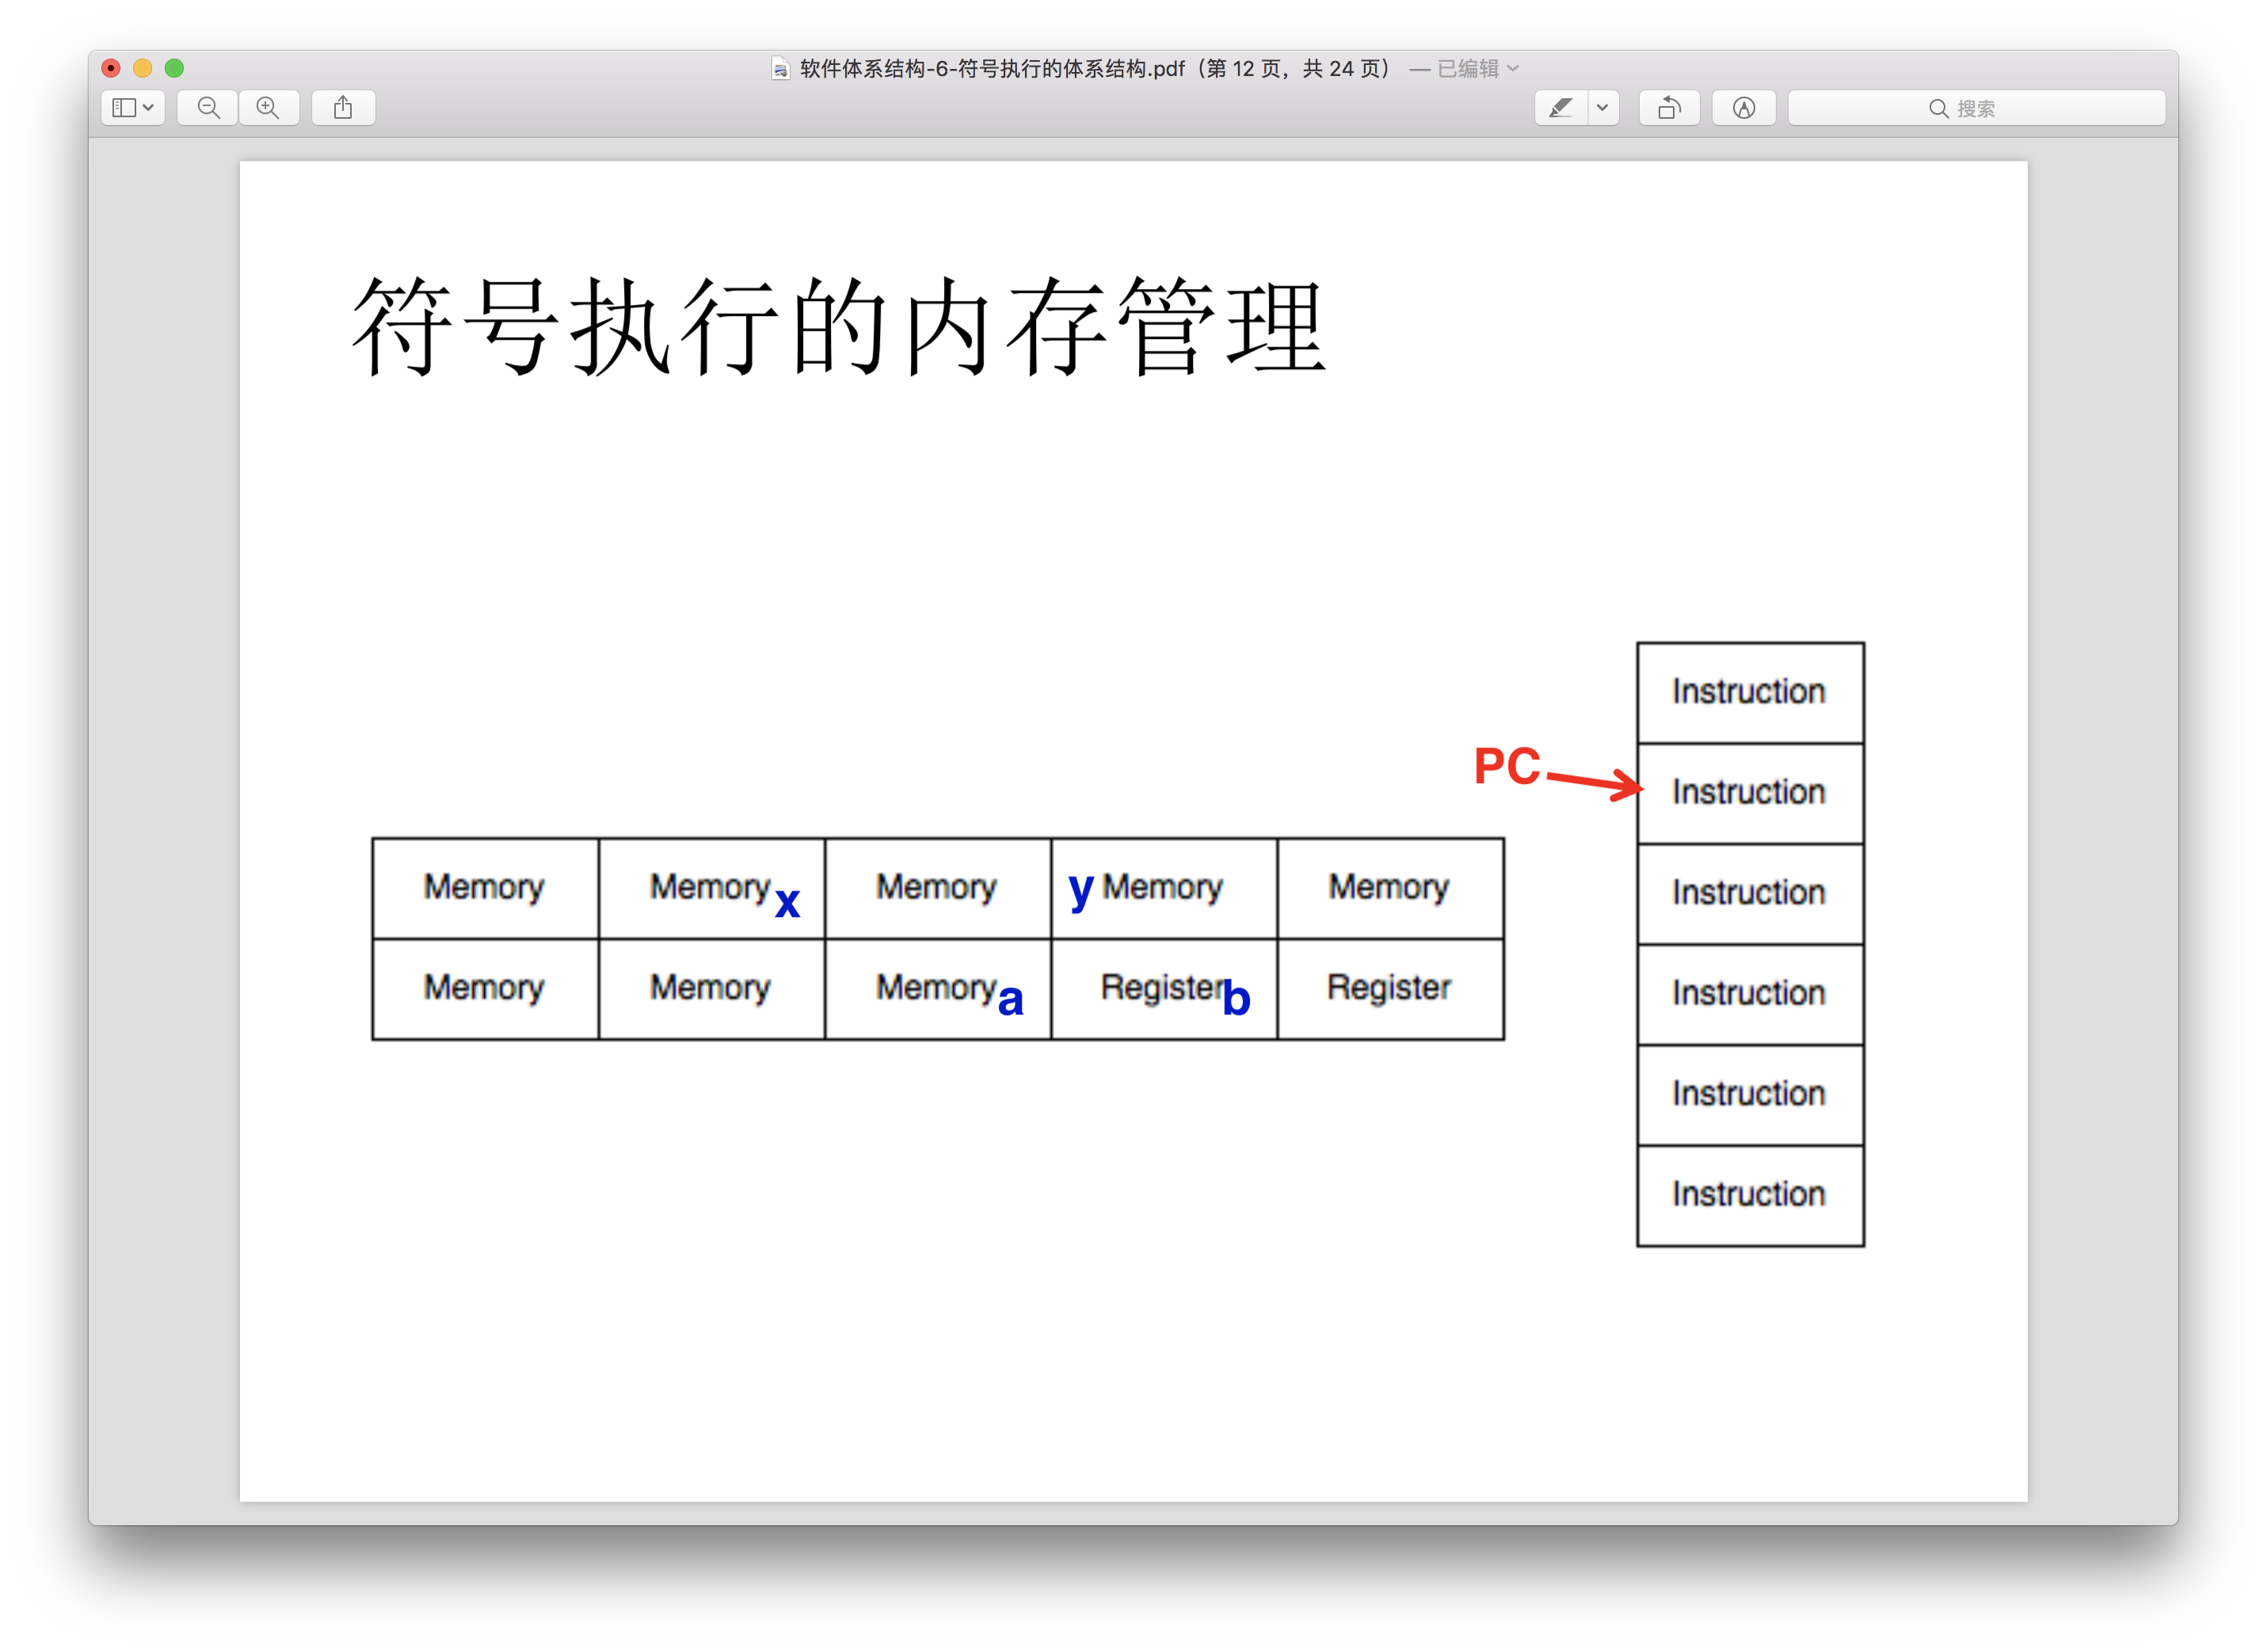 软件体系结构-6-符号执行的体系结构.pdf（第 12 页，共 24 页） — 已编辑
搜索
符号执行的内存管理
Instruction
PC Instruction
Memory Memory x Memory y Memory Memory
Instruction
Memory Memory Memory a Register b Register
Instruction
Instruction
Instruction